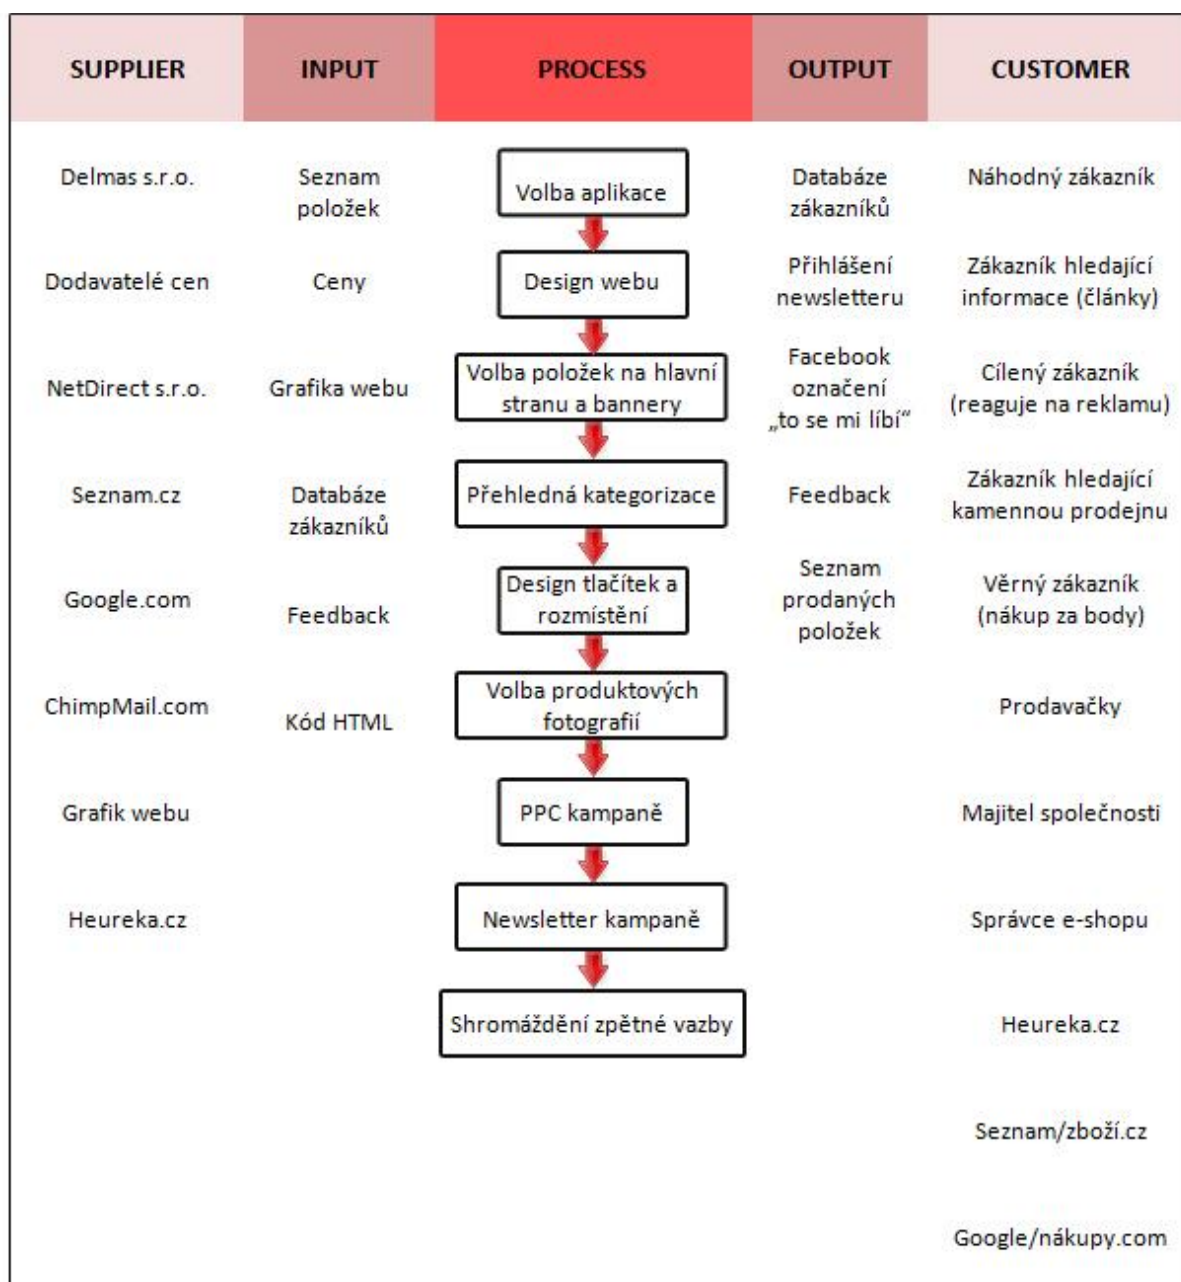 SUPPLIER
INPUT
PROCESS
OUTPUT
CUSTOMER
Delmas s.r.o.
Dodavatelé cen
NetDirect s.r.o.
Seznam.cz
Google.com
ChimpMail.com
Grafik webu
Heureka.cz
Seznam
položek
Ceny
Grafika webu
Databáze
zákazníků
Feedback
Kód HTML
Volba aplikace
Design webu
Volba položek na hlavní
stranu a bannery
Přehledná kategorizace
Design tlačítek a
rozmístění
Volba produktových
fotografií
PPC kampaně
Newsletter kampaně
Shromáždění zpětné vazby
Databáze
zákazníků
Přihlášení
newsletteru
Facebook
označení
„to se mi líbí“
Feedback
Seznam
prodaných
položek
Náhodný zákazník
Zákazník hledající
informace (články)
Cílený zákazník
(reaguje na reklamu)
Zákazník hledající
kamennou prodejnu
Věrný zákazník
(nákup za body)
Prodavačky
Majitel společnosti
Správce e-shopu
Heureka.cz
Seznam/zboží.cz
Google/nákupy.com